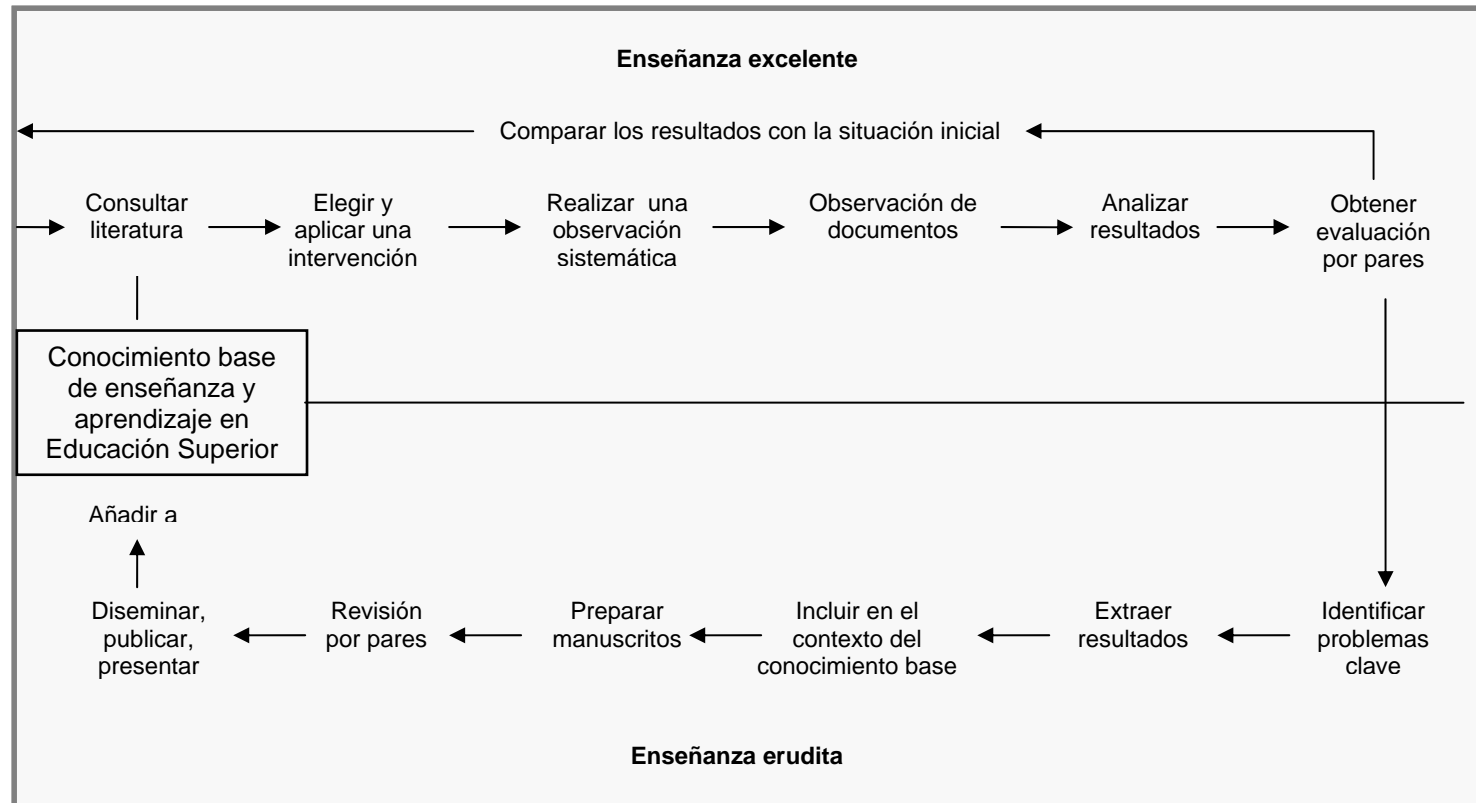 Enseñanza excelente
Comparar los resultados con la situación inicial
Consultar
literatura
Elegir y
aplicar una
intervención
Realizar una
observación
sistemática
Observación de
documentos
Analizar
resultados
Obtener
evaluación
por pares
Conocimiento base
de enseñanza y
aprendizaje en
Educación Superior
Añadir a
Diseminar,
publicar,
presentar
Revisión
por pares
Preparar
manuscritos
Incluir en el
contexto del
conocimiento base
Extraer
resultados
Identificar
problemas
clave
Enseñanza erudita